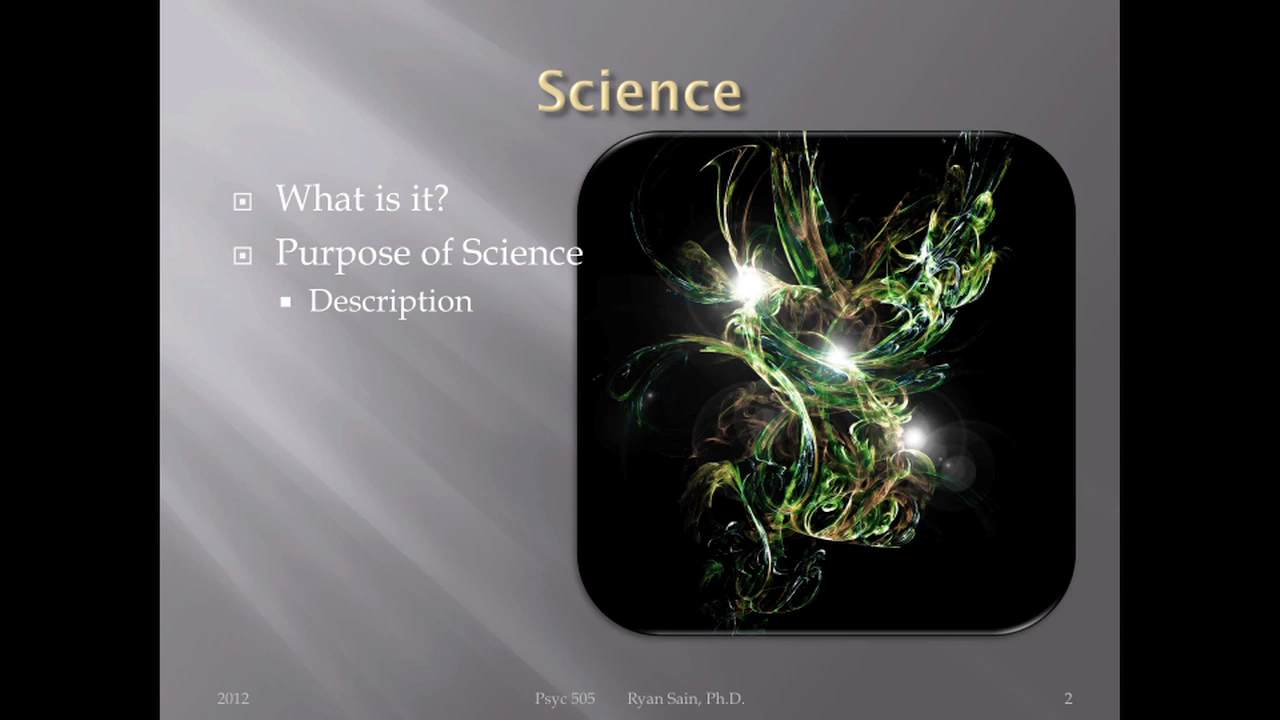 Science
What is it?
Purpose of Science
Description
2012
Psyc 505 Ryan Sain, Ph.D.
2